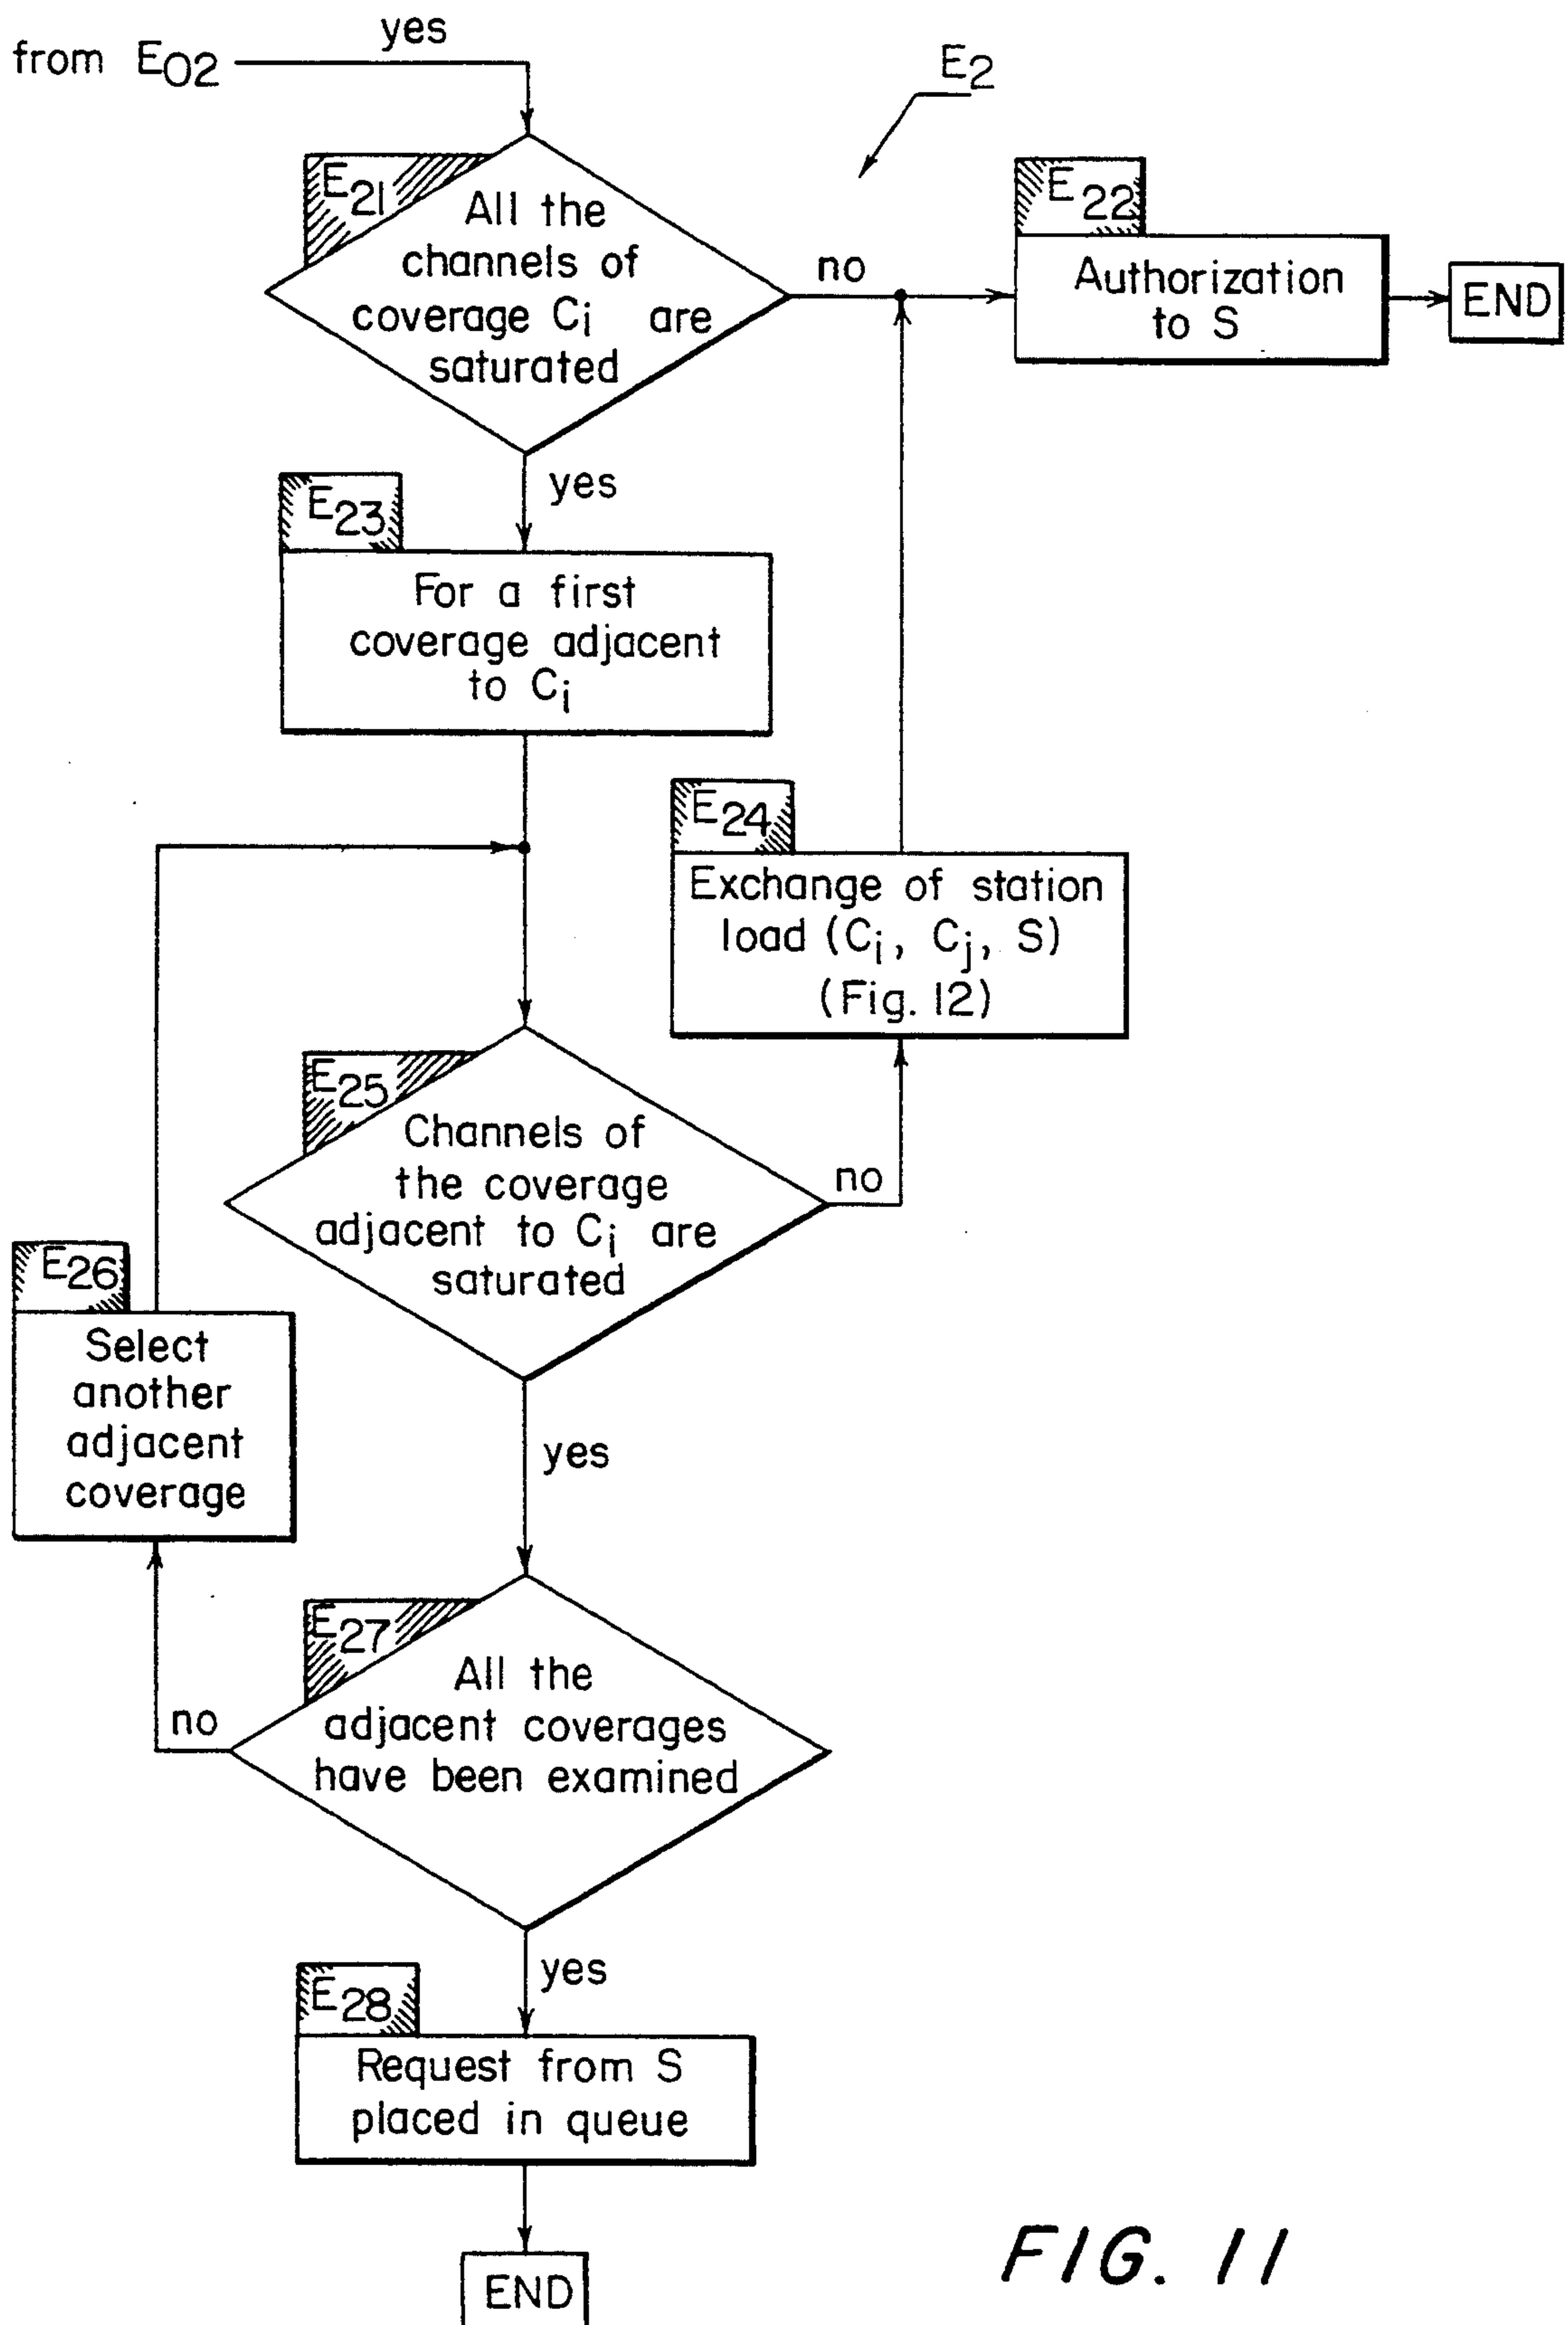 from E02
yes
E2
E21
All the
channels of
coverage Ci are
saturated
no
E22
Authorization
to S
END
yes
E23
For a first
coverage adjacent
to Ci
E24
Exchange of station
load (Ci, Cj, S)
(Fig. 12)
E25
Channels of
the coverage
adjacent to Ci are
saturated
no
E26
Select
another
adjacent
coverage
yes
E27
All the
adjacent coverages
have been examined
no
yes
E28
Request from S
placed in queue
END
FIG. 11